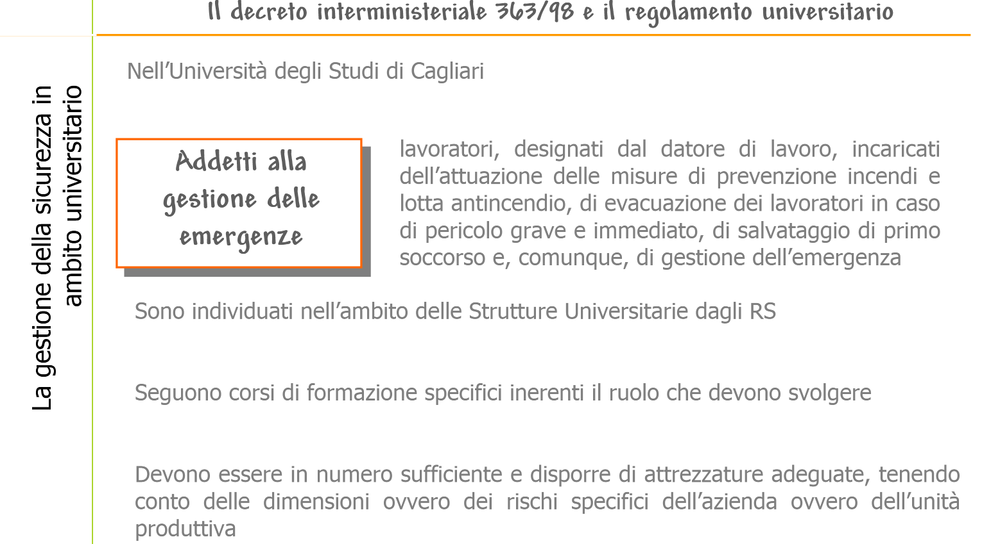 Il decreto interministeriale 363/98 e il regolamento universitario
La gestione della sicurezza in
ambito universitario
Nell’Università degli Studi di Cagliari
Addetti alla
gestione delle
emergenze
lavoratori, designati dal datore di lavoro, incaricati
dell’attuazione delle misure di prevenzione incendi e
lotta antincendio, di evacuazione dei lavoratori in caso
di pericolo grave e immediato, di salvataggio di primo
soccorso e, comunque, di gestione dell’emergenza
Sono individuati nell’ambito delle Strutture Universitarie dagli RS
Seguono corsi di formazione specifici inerenti il ruolo che devono svolgere
Devono essere in numero sufficiente e disporre di attrezzature adeguate, tenendo
conto delle dimensioni ovvero dei rischi specifici dell’azienda ovvero dell’unità
produttiva